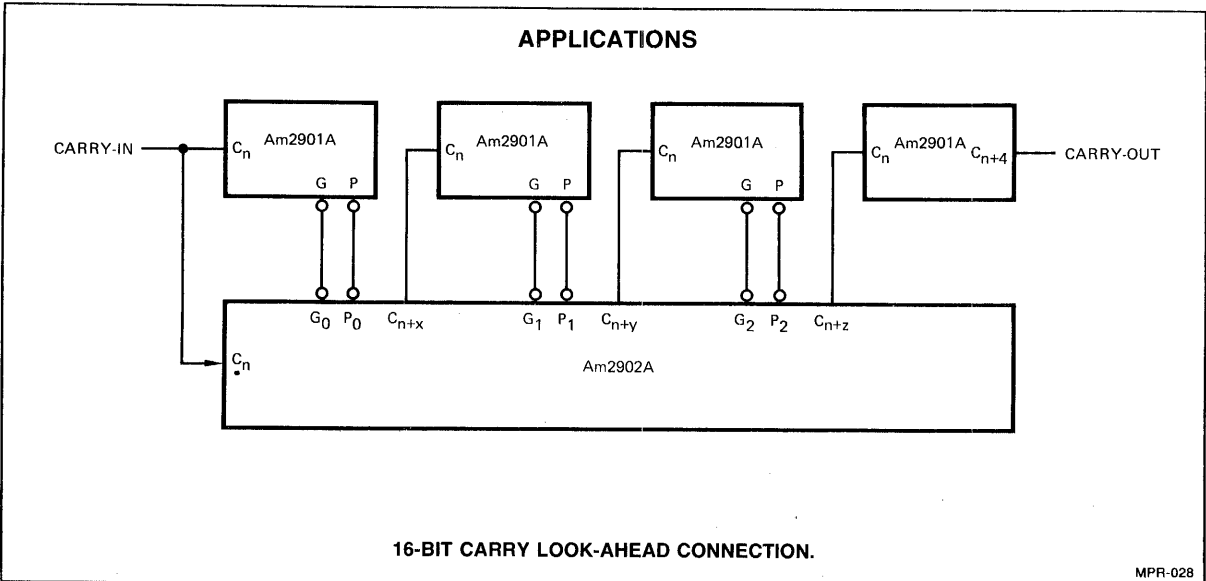 APPLICATIONS
CARRY-IN
Cn Am2901A
G P
Cn Am2901A
G P
Cn Am2901A
G P
Cn Am2901A Cn+4
CARRY-OUT
G0 P0 Cn+x G1 P1 Cn+y G2 P2 Cn+z
Cn
Am2902A
16-BIT CARRY LOOK-AHEAD CONNECTION.
MPR-028